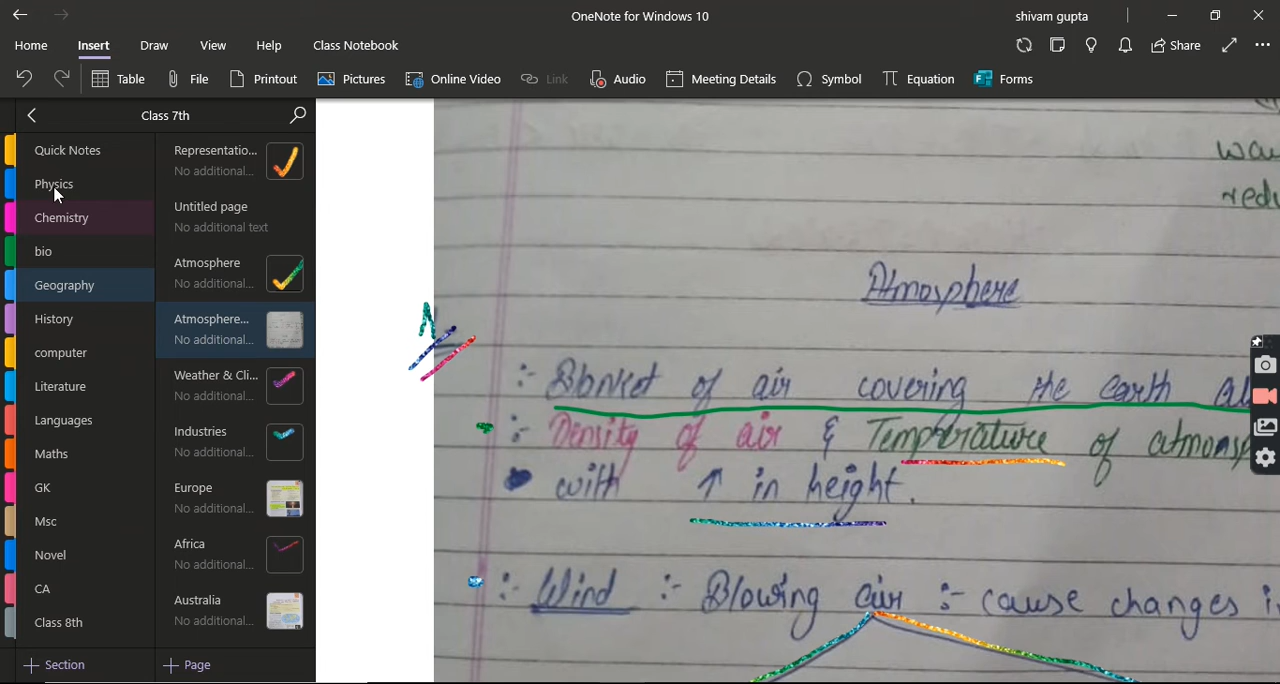 OneNote for Windows 10
shivam gupta
Home Insert Draw View Help Class Notebook
Share
Table File Printout Pictures Online Video Link Audio Meeting Details Symbol Equation Forms
Class 7th
Quick Notes
Physics
Chemistry
bio
Geography
History
computer
Literature
Languages
Maths
GK
Msc
Novel
CA
Class 8th
Section
Representatio...
No additional...
Untitled page
No additional text
Atmosphere
No additional...
Atmosphere...
No additional...
Weather & Cli...
No additional...
Industries
No additional...
Europe
No additional...
Africa
No additional...
Australia
No additional...
Page
Atmosphere
:- Blanket of air covering the earth
:- Density of air & Temperature of atmosp
with ↑ in height.
:- Wind :- Blowing air :- cause changes i